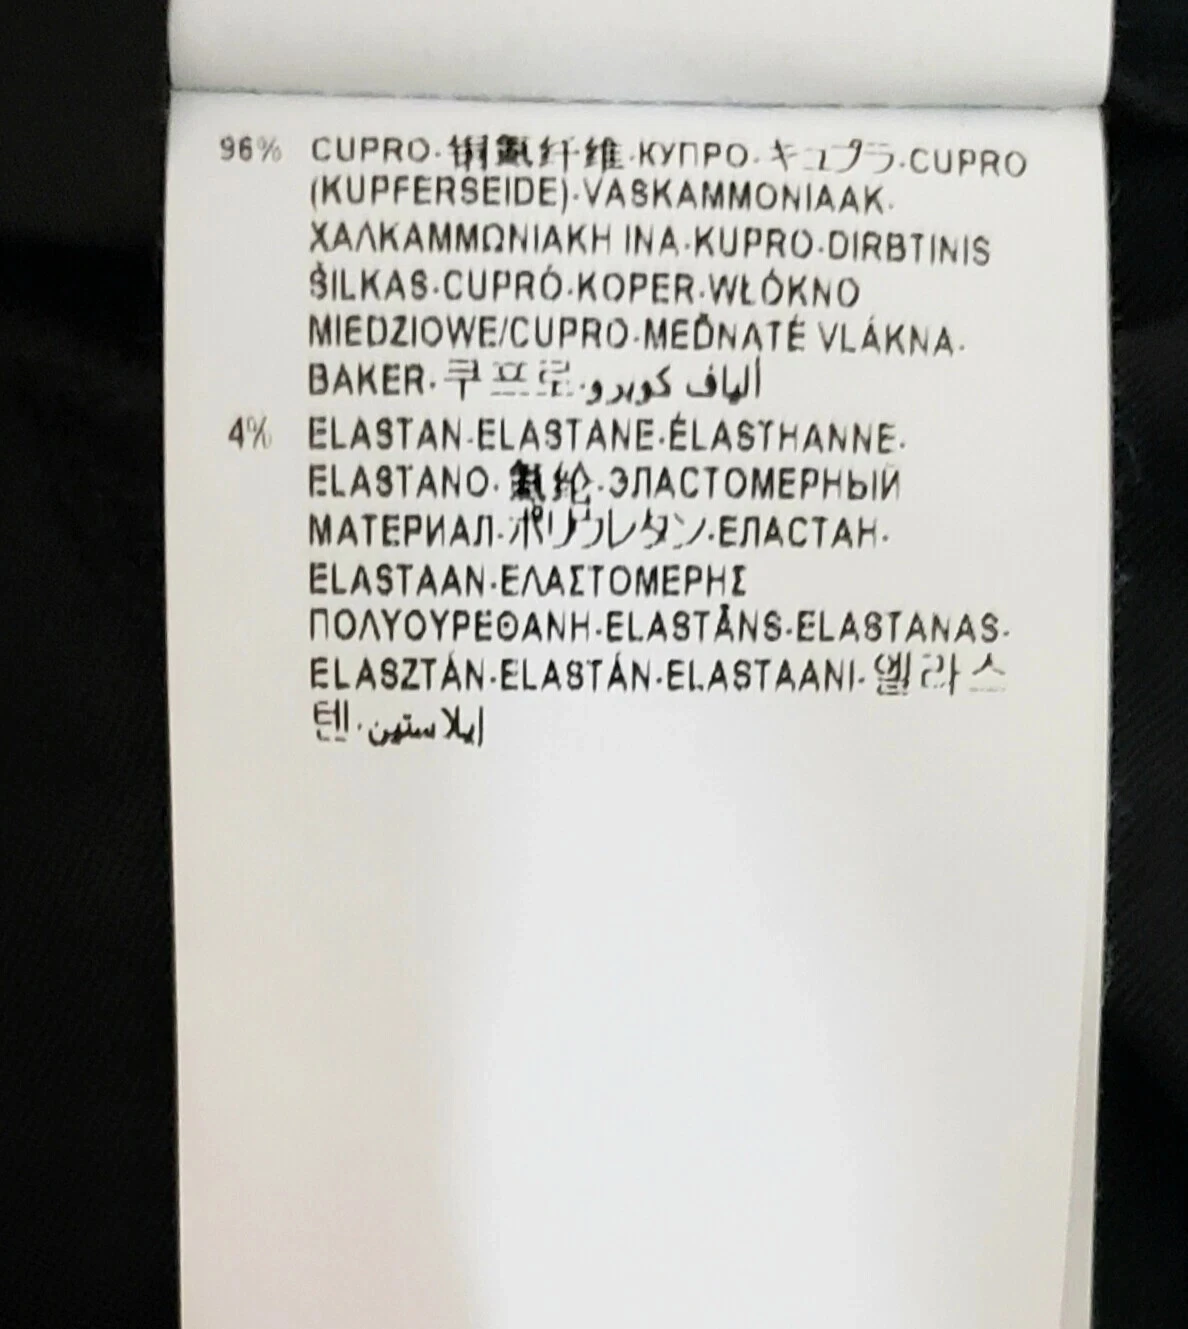 96% CUPRO·铜氨纤维·КУПРО·キュプラ·CUPRO
(KUPFERSEIDE)·VASKAMMONIAAK·
ΧΑΛΚΑΜΜΩΝΙΑΚΗ ΙΝΑ·KUPRO·DIRBTINIS
ŠILKAS·CUPRÓ·KOPER·WŁÓKNO
MIEDZIOWE/CUPRO·MEĎNATÉ VLÁKNA·
BAKER·쿠프로·ألياف كوبرو
4% ELASTAN·ELASTANE·ÉLASTHANNE·
ELASTANO·氨纶·ЭЛАСТОМЕРНЫЙ
МАТЕРИАЛ·ポリウレタン·ЕЛАСТАН·
ELASTAAN·ΕΛΑΣΤΟΜΕΡΗΣ
ΠΟΛΥΟΥΡΕΘΑΝΗ·ELASTĀNS·ELASTANAS·
ELASZTÁN·ELASTÁN·ELASTAANI·엘라스
텐·إيلاستين